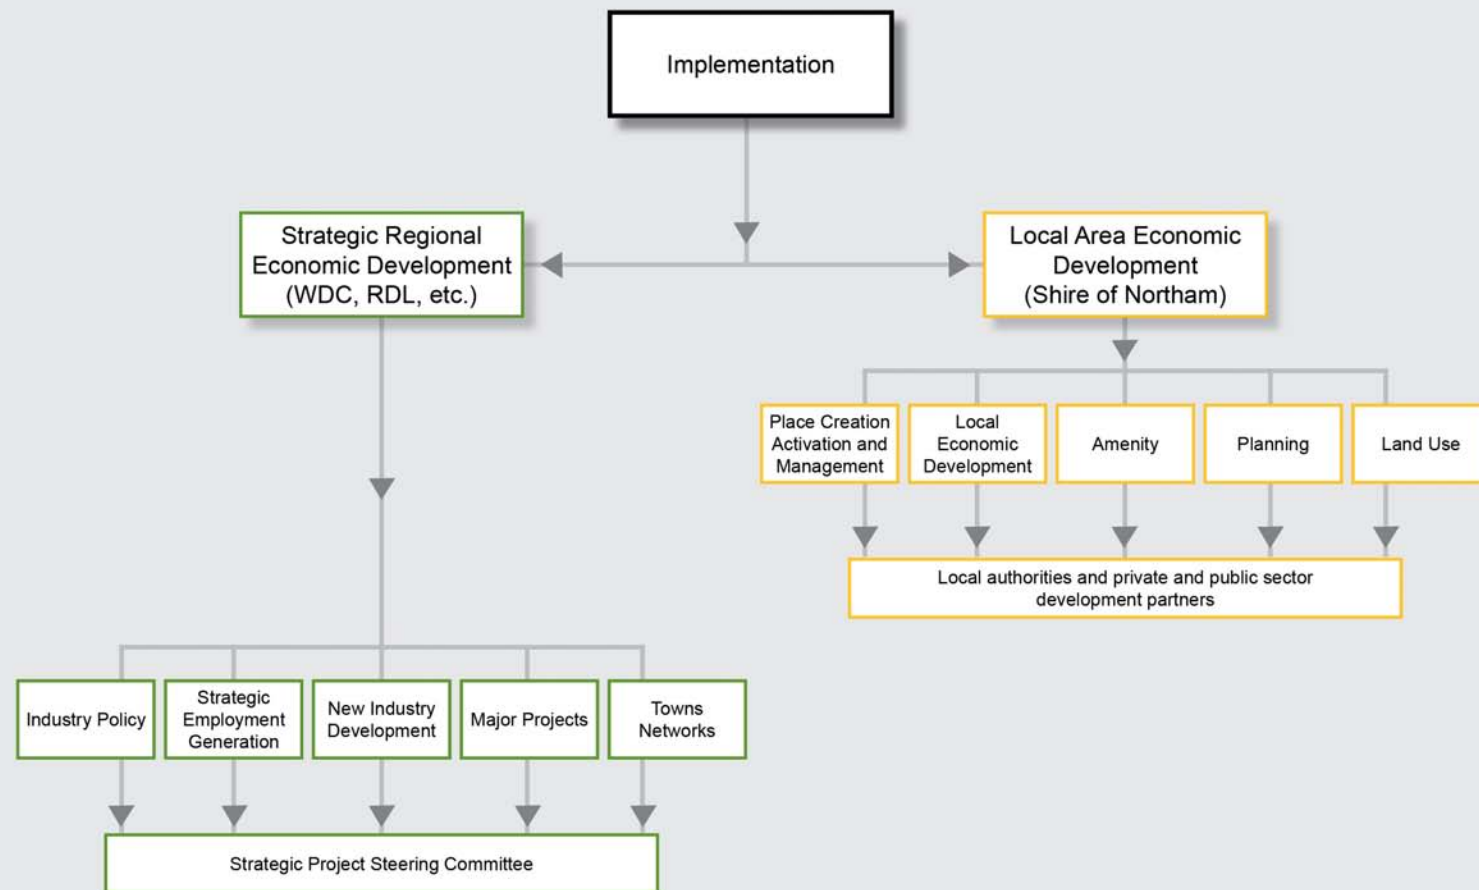 Implementation
Strategic Regional
Economic Development
(WDC, RDL, etc.)
Local Area Economic
Development
(Shire of Northam)
Place Creation
Activation and
Management
Local
Economic
Development
Amenity
Planning
Land Use
Local authorities and private and public sector
development partners
Industry Policy
Strategic
Employment
Generation
New Industry
Development
Major Projects
Towns
Networks
Strategic Project Steering Committee